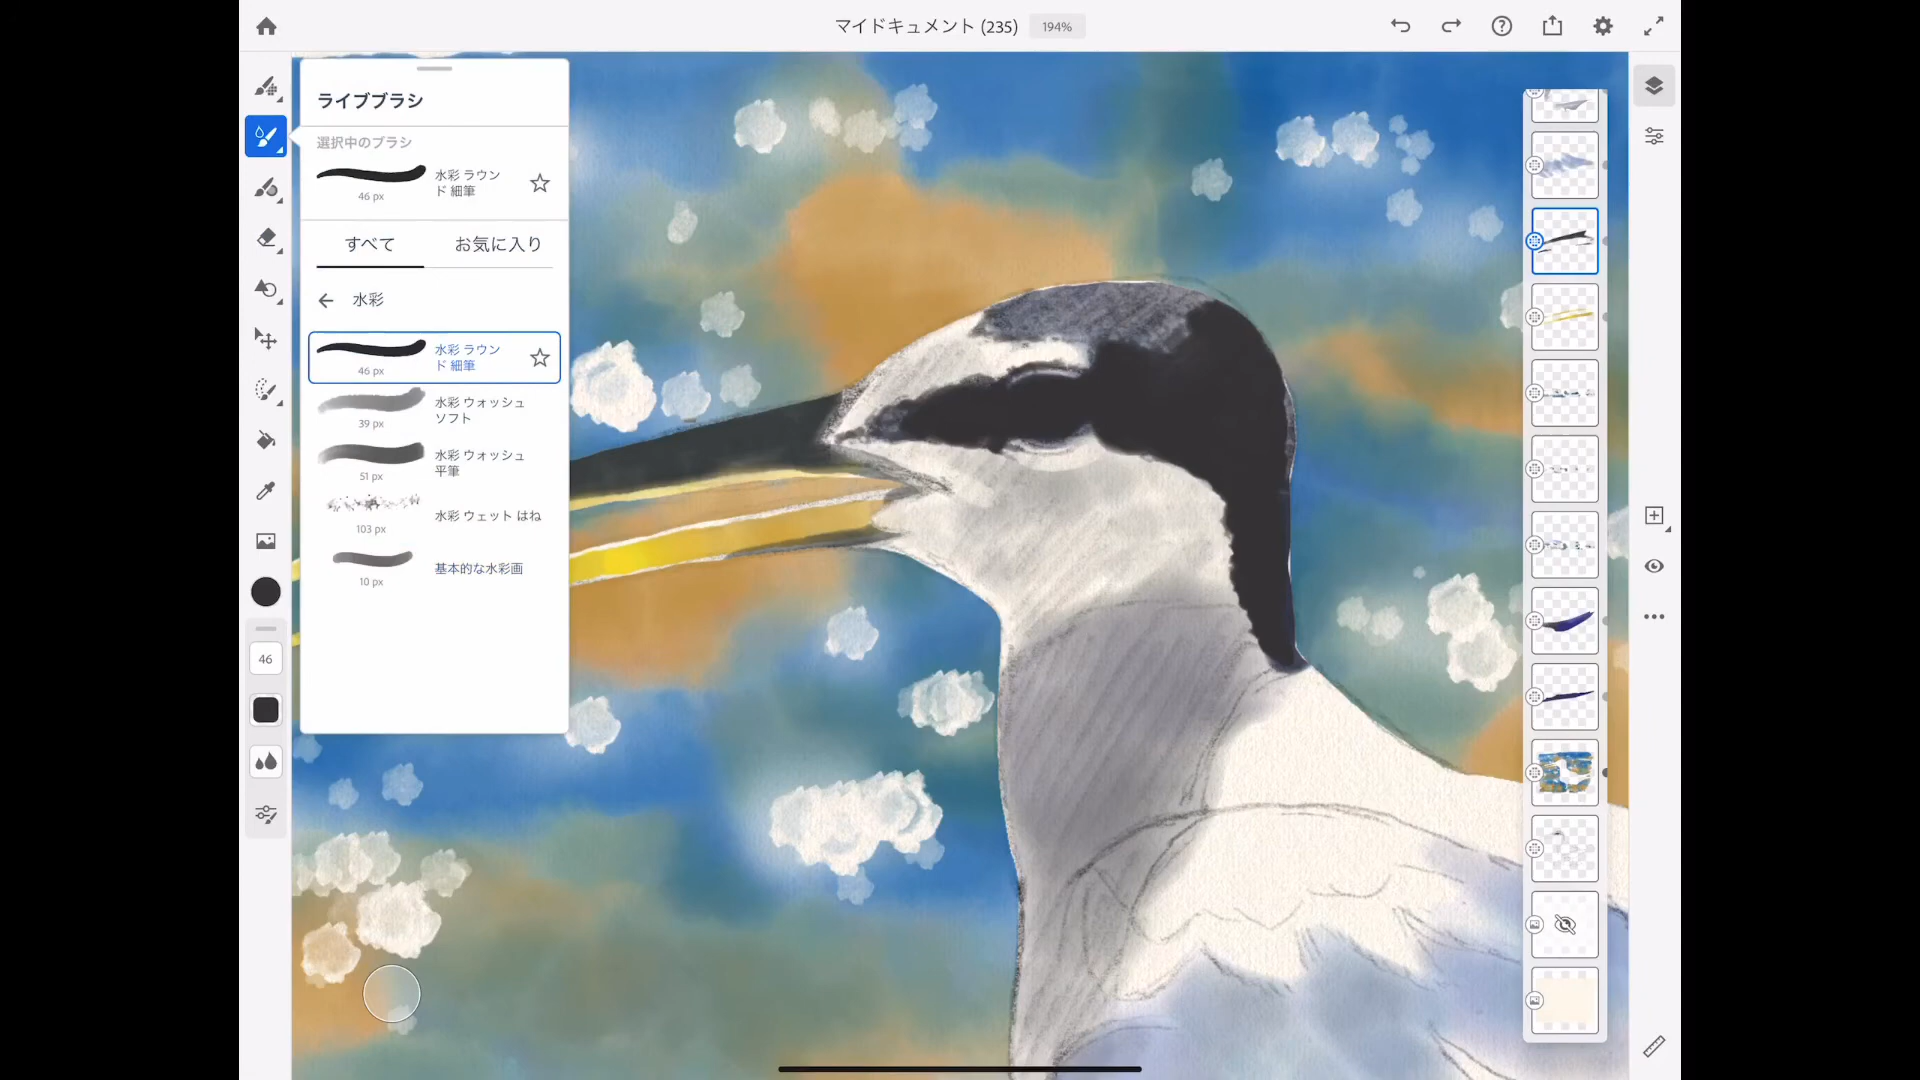 マイドキュメント (235)
194%
ライブブラシ
選択中のブラシ
46 px
水彩 ラウン
ド 細筆
すべて
お気に入り
水彩
46 px
水彩 ラウン
ド 細筆
39 px
水彩 ウォッシュ
ソフト
51 px
水彩 ウォッシュ
平筆
103 px
水彩 ウェット はね
10 px
基本的な水彩画
46